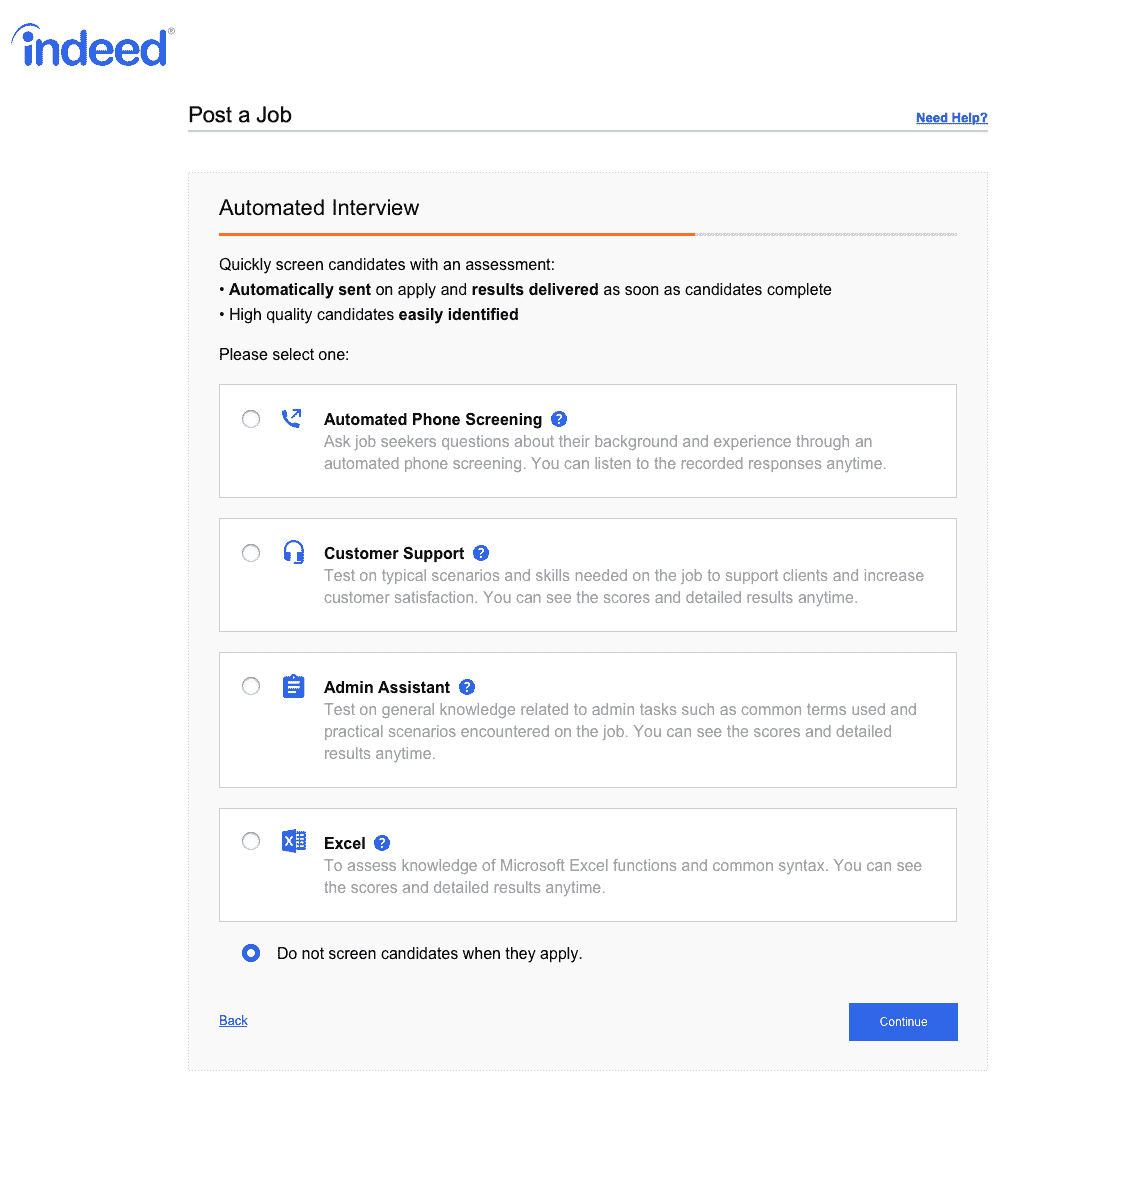 indeed®
Post a Job
Need Help?
Automated Interview
Quickly screen candidates with an assessment:
• Automatically sent on apply and results delivered as soon as candidates complete
• High quality candidates easily identified
Please select one:
Automated Phone Screening ?
Ask job seekers questions about their background and experience through an
automated phone screening. You can listen to the recorded responses anytime.
Customer Support ?
Test on typical scenarios and skills needed on the job to support clients and increase
customer satisfaction. You can see the scores and detailed results anytime.
Admin Assistant ?
Test on general knowledge related to admin tasks such as common terms used and
practical scenarios encountered on the job. You can see the scores and detailed
results anytime.
X
Excel ?
To assess knowledge of Microsoft Excel functions and common syntax. You can see
the scores and detailed results anytime.
Do not screen candidates when they apply.
Back
Continue